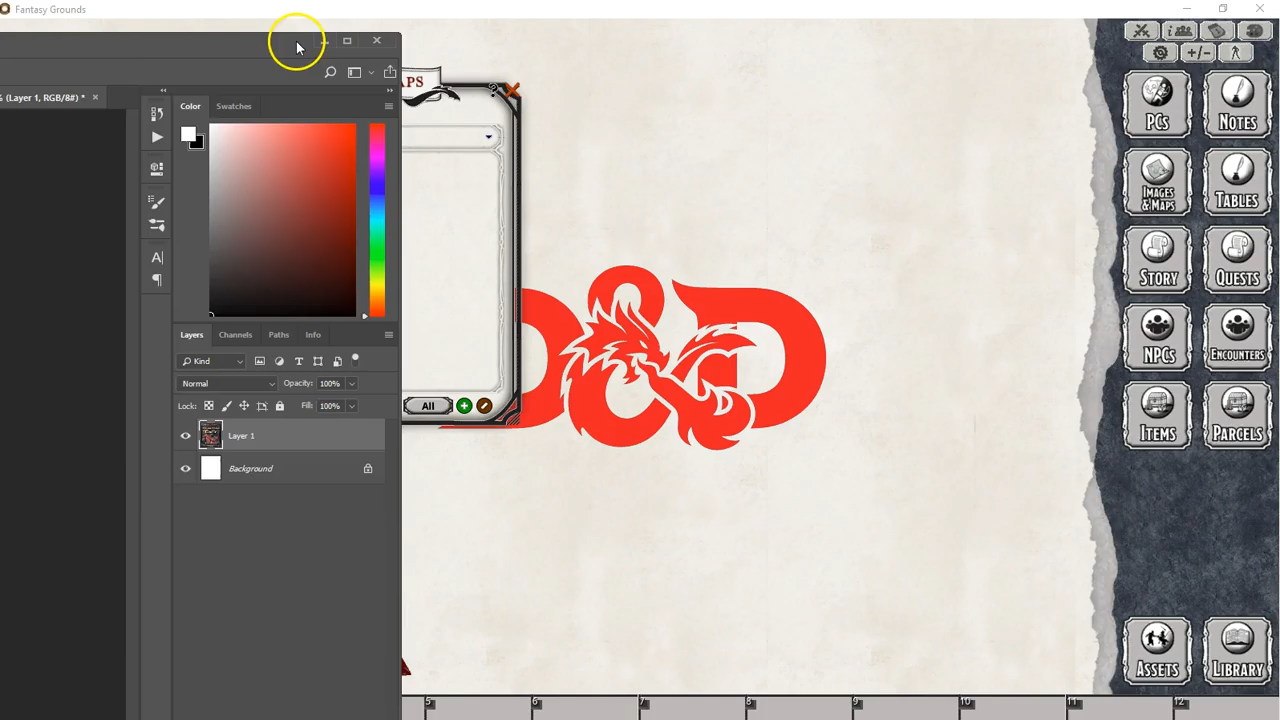 Fantasy Grounds
% (Layer 1, RGB/8#) *
Color
Swatches
Layers
Channels
Paths
Info
Kind
Normal
Opacity: 100%
Lock:
Fill: 100%
Layer 1
Background
APS
?
All
D&D
PCs
NOTES
IMAGES
& MAPS
TABLES
STORY
QUESTS
NPCs
ENCOUNTERS
ITEMS
PARCELS
ASSETS
LIBRARY
+/-
5
6
7
8
9
10
11
12